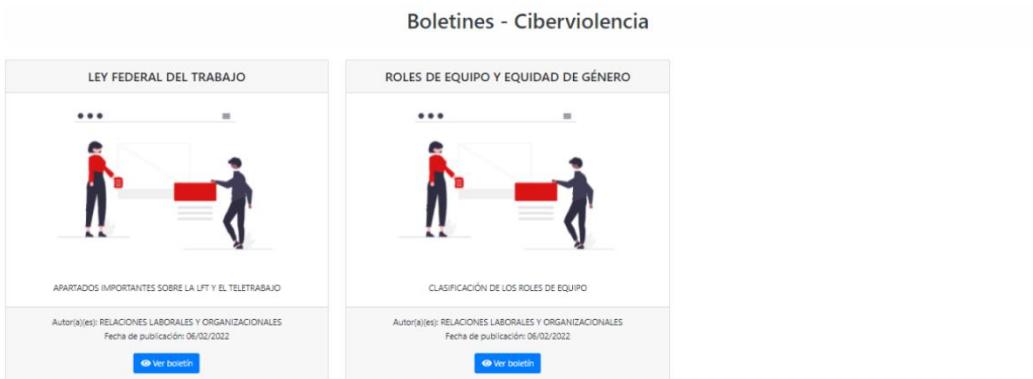 Boletines - Ciberviolencia
LEY FEDERAL DEL TRABAJO
APARTADOS IMPORTANTES SOBRE LA LFT Y EL TELETRABAJO
Autor(a)(es): RELACIONES LABORALES Y ORGANIZACIONALES
Fecha de publicación: 06/02/2022
Ver boletín
ROLES DE EQUIPO Y EQUIDAD DE GÉNERO
CLASIFICACIÓN DE LOS ROLES DE EQUIPO
Autor(a)(es): RELACIONES LABORALES Y ORGANIZACIONALES
Fecha de publicación: 06/02/2022
Ver boletín